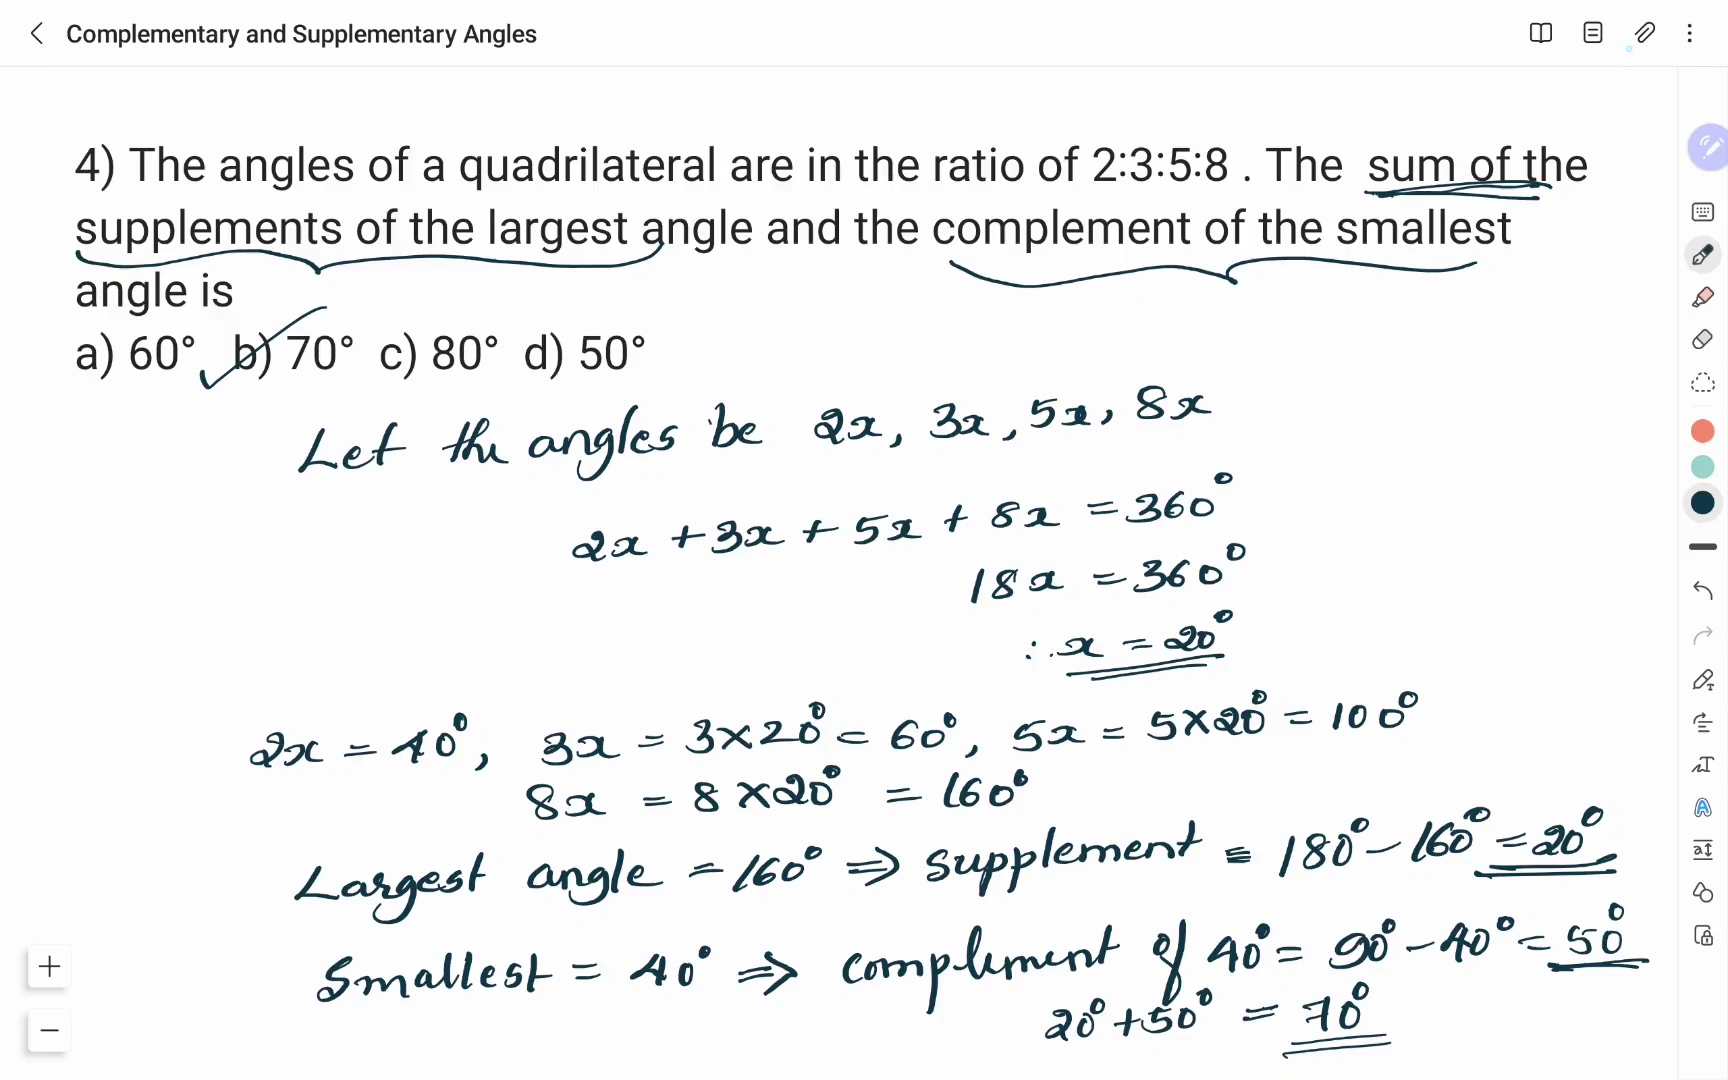 Complementary and Supplementary Angles
4) The angles of a quadrilateral are in the ratio of 2:3:5:8 . The sum of the
supplements of the largest angle and the complement of the smallest
angle is
a) 60° b) 70° c) 80° d) 50°
Let the angles be 2x, 3x, 5x, 8x
2x + 3x + 5x + 8x = 360°
18x = 360°
∴ x = 20°
2x = 40°, 3x = 3×20° = 60°, 5x = 5×20° = 100°
8x = 8×20° = 160°
Largest angle = 160° ⇒ supplement = 180° - 160° = 20°
Smallest = 40° ⇒ complement of 40° = 90° - 40° = 50°
20° + 50° = 70°